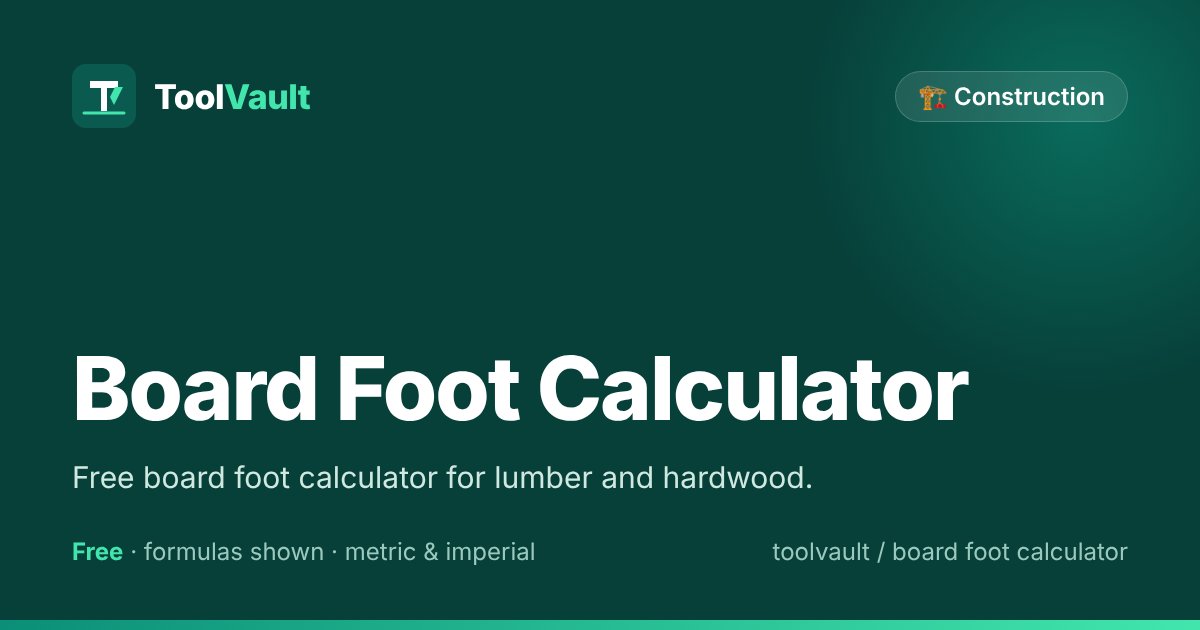 ToolVault
🏗️ Construction
Board Foot Calculator
Free board foot calculator for lumber and hardwood.
Free · formulas shown · metric & imperial
toolvault / board foot calculator